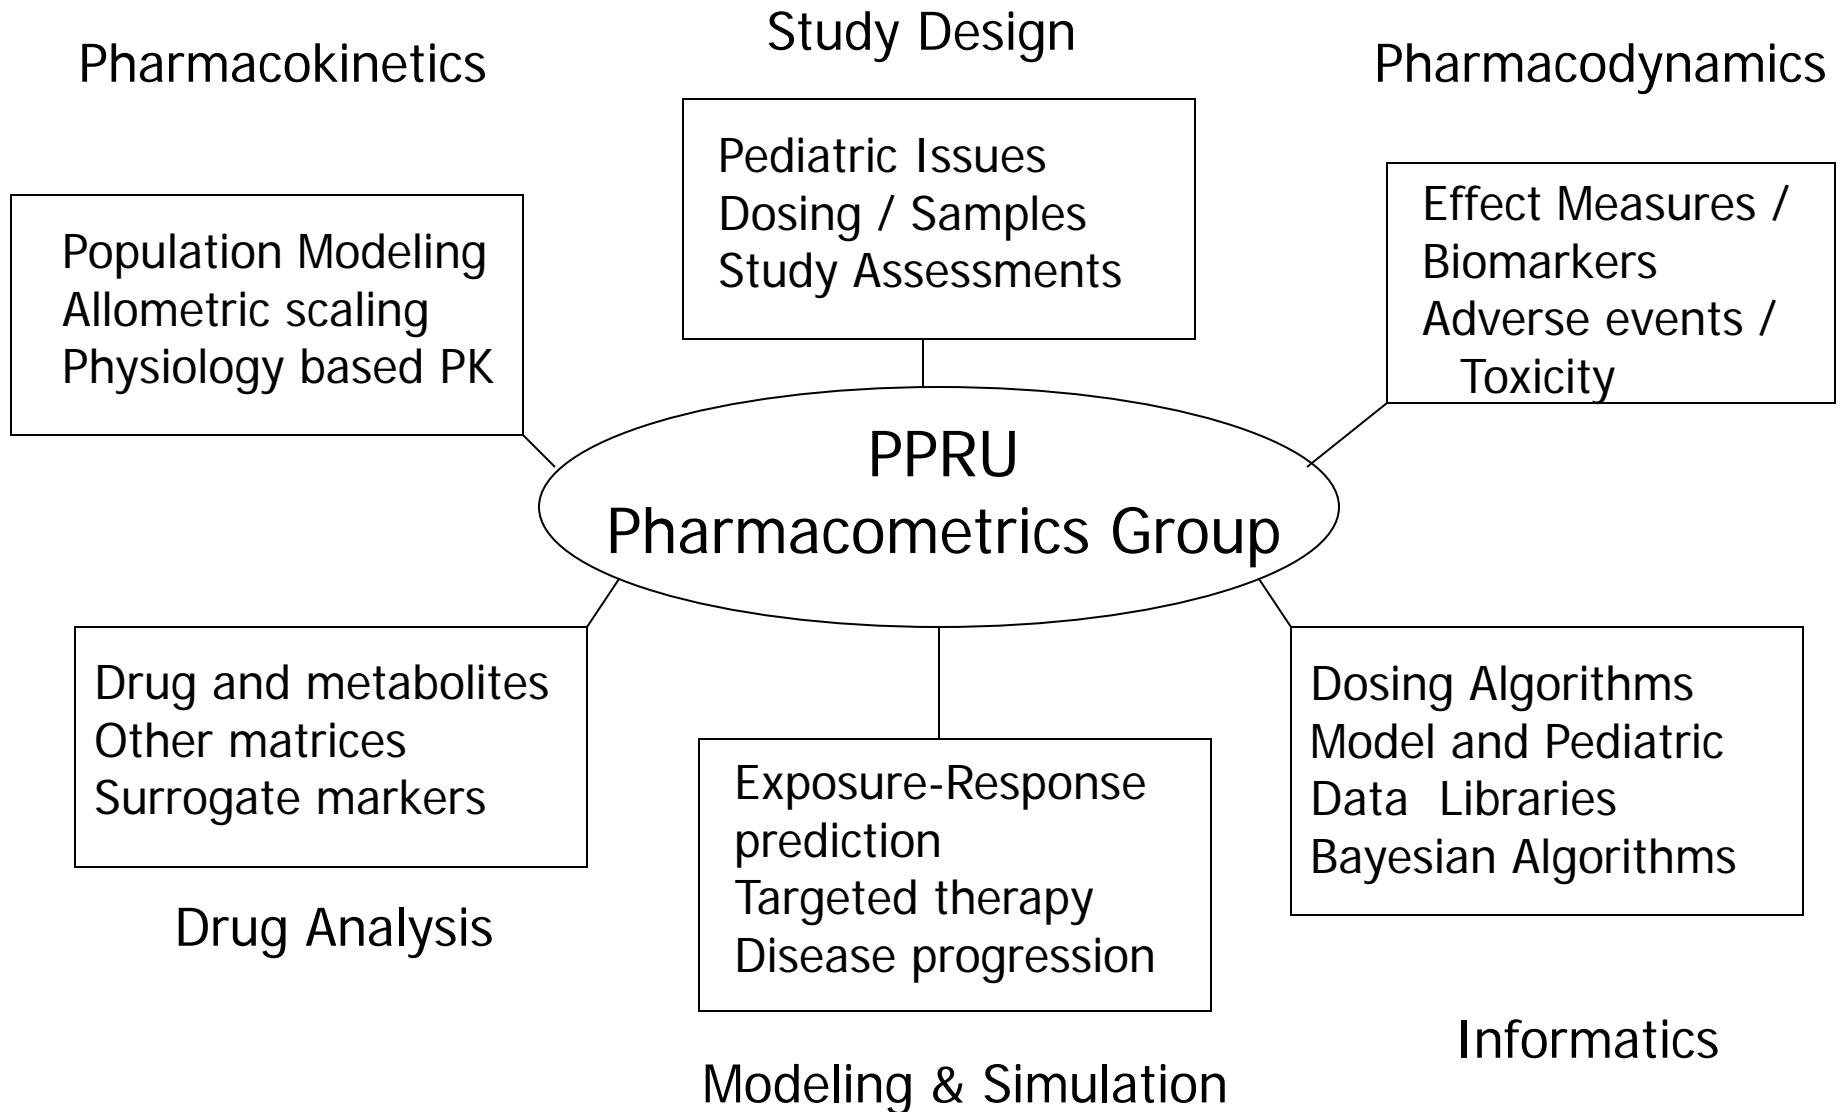 Study Design
Pharmacokinetics
Pharmacodynamics
Pediatric Issues
Dosing / Samples
Study Assessments
Population Modeling
Allometric scaling
Physiology based PK
Effect Measures /
Biomarkers
Adverse events /
Toxicity
PPRU
Pharmacometrics Group
Drug and metabolites
Other matrices
Surrogate markers
Drug Analysis
Exposure-Response
prediction
Targeted therapy
Disease progression
Modeling & Simulation
Dosing Algorithms
Model and Pediatric
Data  Libraries
Bayesian Algorithms
Informatics